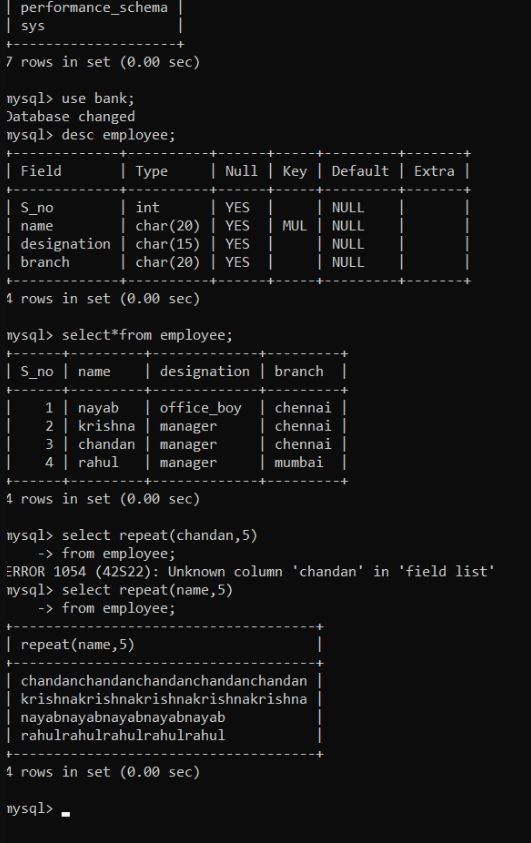 | performance_schema |
| sys                |
+--------------------+
7 rows in set (0.00 sec)
mysql> use bank;
Database changed
mysql> desc employee;
+-------------+----------+------+-----+---------+-------+
| Field       | Type     | Null | Key | Default | Extra |
+-------------+----------+------+-----+---------+-------+
| S_no        | int      | YES  |     | NULL    |       |
| name        | char(20) | YES  | MUL | NULL    |       |
| designation | char(15) | YES  |     | NULL    |       |
| branch      | char(20) | YES  |     | NULL    |       |
+-------------+----------+------+-----+---------+-------+
4 rows in set (0.00 sec)
mysql> select*from employee;
+------+---------+-------------+---------+
| S_no | name    | designation | branch  |
+------+---------+-------------+---------+
|    1 | nayab   | office_boy  | chennai |
|    2 | krishna | manager     | chennai |
|    3 | chandan | manager     | chennai |
|    4 | rahul   | manager     | mumbai  |
+------+---------+-------------+---------+
4 rows in set (0.00 sec)
mysql> select repeat(chandan,5)
    -> from employee;
ERROR 1054 (42S22): Unknown column 'chandan' in 'field list'
mysql> select repeat(name,5)
    -> from employee;
+-------------------------------------+
| repeat(name,5)                      |
+-------------------------------------+
| chandanchandanchandanchandanchandan |
| krishnakrishnakrishnakrishnakrishna |
| nayabnayabnayabnayabnayab           |
| rahulrahulrahulrahulrahul           |
+-------------------------------------+
4 rows in set (0.00 sec)
mysql>